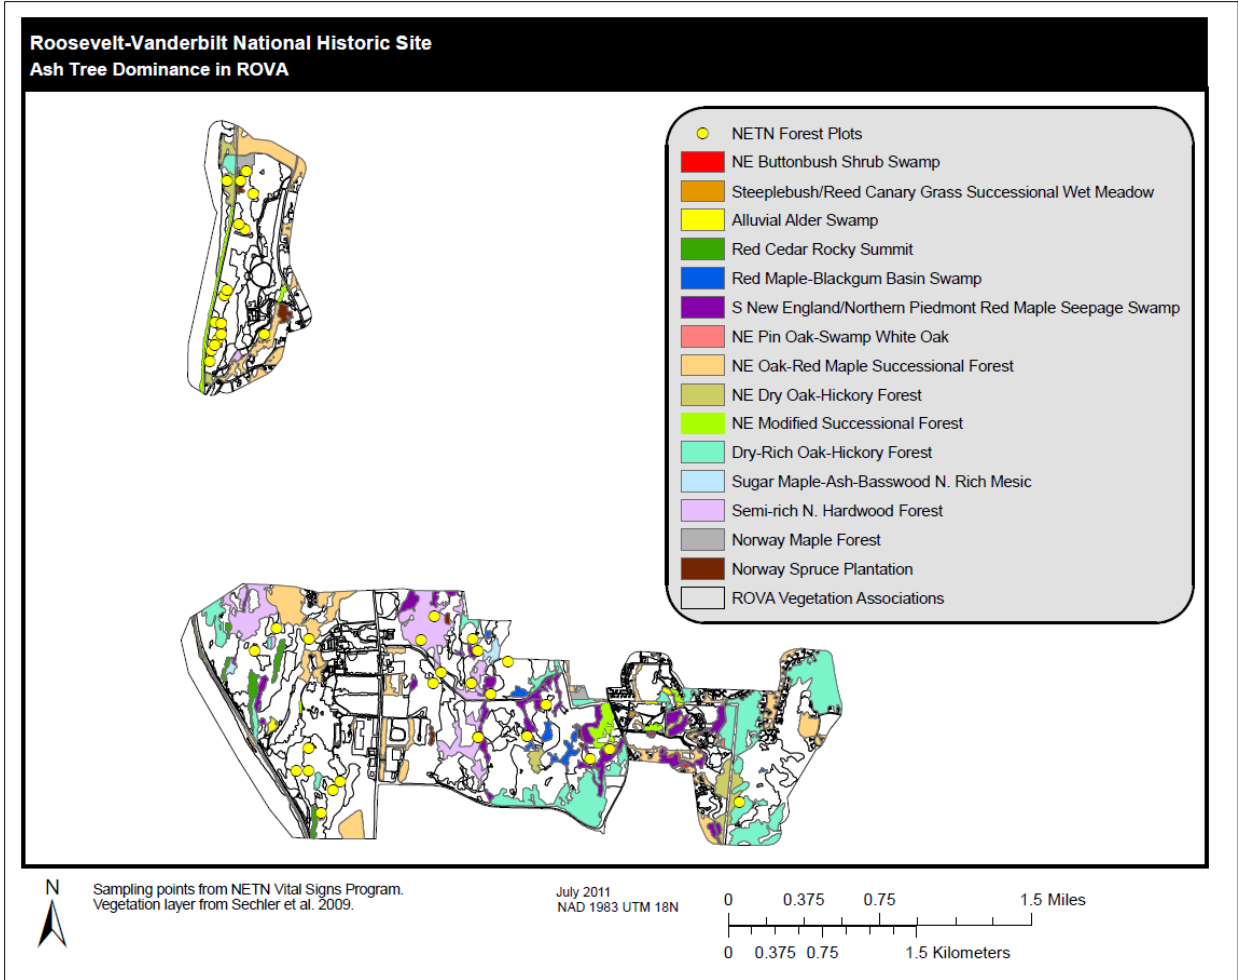 Roosevelt-Vanderbilt National Historic Site
Ash Tree Dominance in ROVA
NETN Forest Plots
NE Buttonbush Shrub Swamp
Steeplebush/Reed Canary Grass Successional Wet Meadow
Alluvial Alder Swamp
Red Cedar Rocky Summit
Red Maple-Blackgum Basin Swamp
S New England/Northern Piedmont Red Maple Seepage Swamp
NE Pin Oak-Swamp White Oak
NE Oak-Red Maple Successional Forest
NE Dry Oak-Hickory Forest
NE Modified Successional Forest
Dry-Rich Oak-Hickory Forest
Sugar Maple-Ash-Basswood N. Rich Mesic
Semi-rich N. Hardwood Forest
Norway Maple Forest
Norway Spruce Plantation
ROVA Vegetation Associations
N
Sampling points from NETN Vital Signs Program.
Vegetation layer from Sechler et al. 2009.
July 2011
NAD 1983 UTM 18N
0 0.375 0.75 1.5 Miles
0 0.375 0.75 1.5 Kilometers